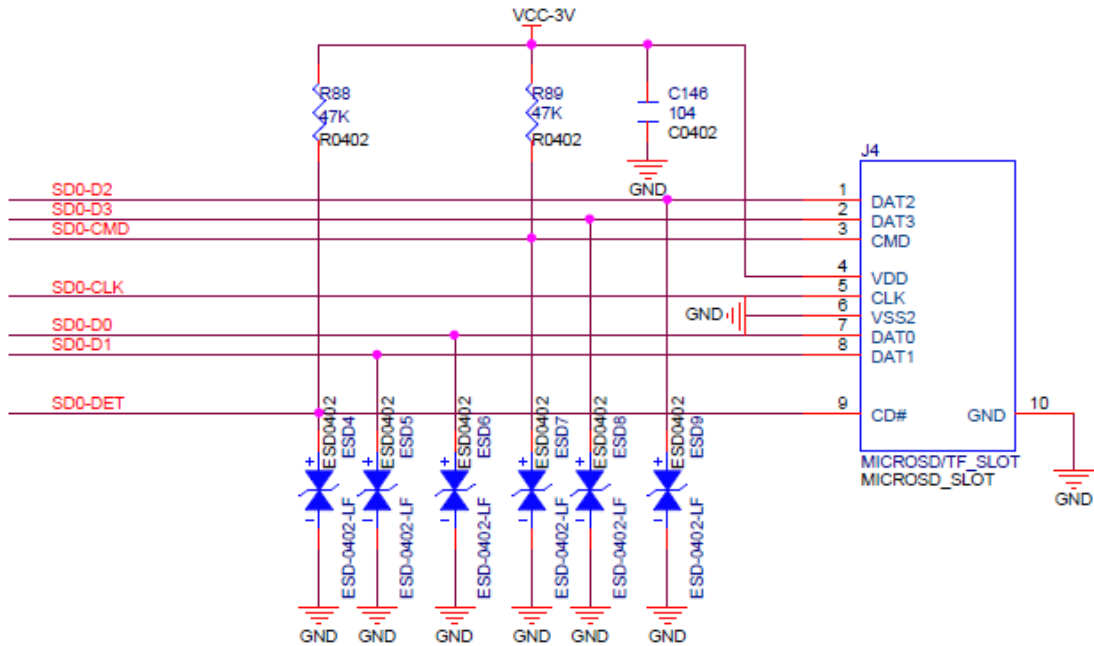 VCC-3V
R88
47K
R0402
R89
47K
R0402
C146
104
C0402
GND
J4
SD0-D2
1
DAT2
SD0-D3
2
DAT3
SD0-CMD
3
CMD
4
VDD
SD0-CLK
5
CLK
GND
6
VSS2
SD0-D0
7
DAT0
SD0-D1
8
DAT1
SD0-DET
9
CD#
GND
10
MICROSD/TF_SLOT
MICROSD_SLOT
GND
ESD0402
ESD4
+
-
ESD-0402-LF
GND
ESD0402
ESD5
+
-
ESD-0402-LF
GND
ESD0402
ESD6
+
-
ESD-0402-LF
GND
ESD0402
ESD7
+
-
ESD-0402-LF
GND
ESD0402
ESD8
+
-
ESD-0402-LF
GND
ESD0402
ESD9
+
-
ESD-0402-LF
GND